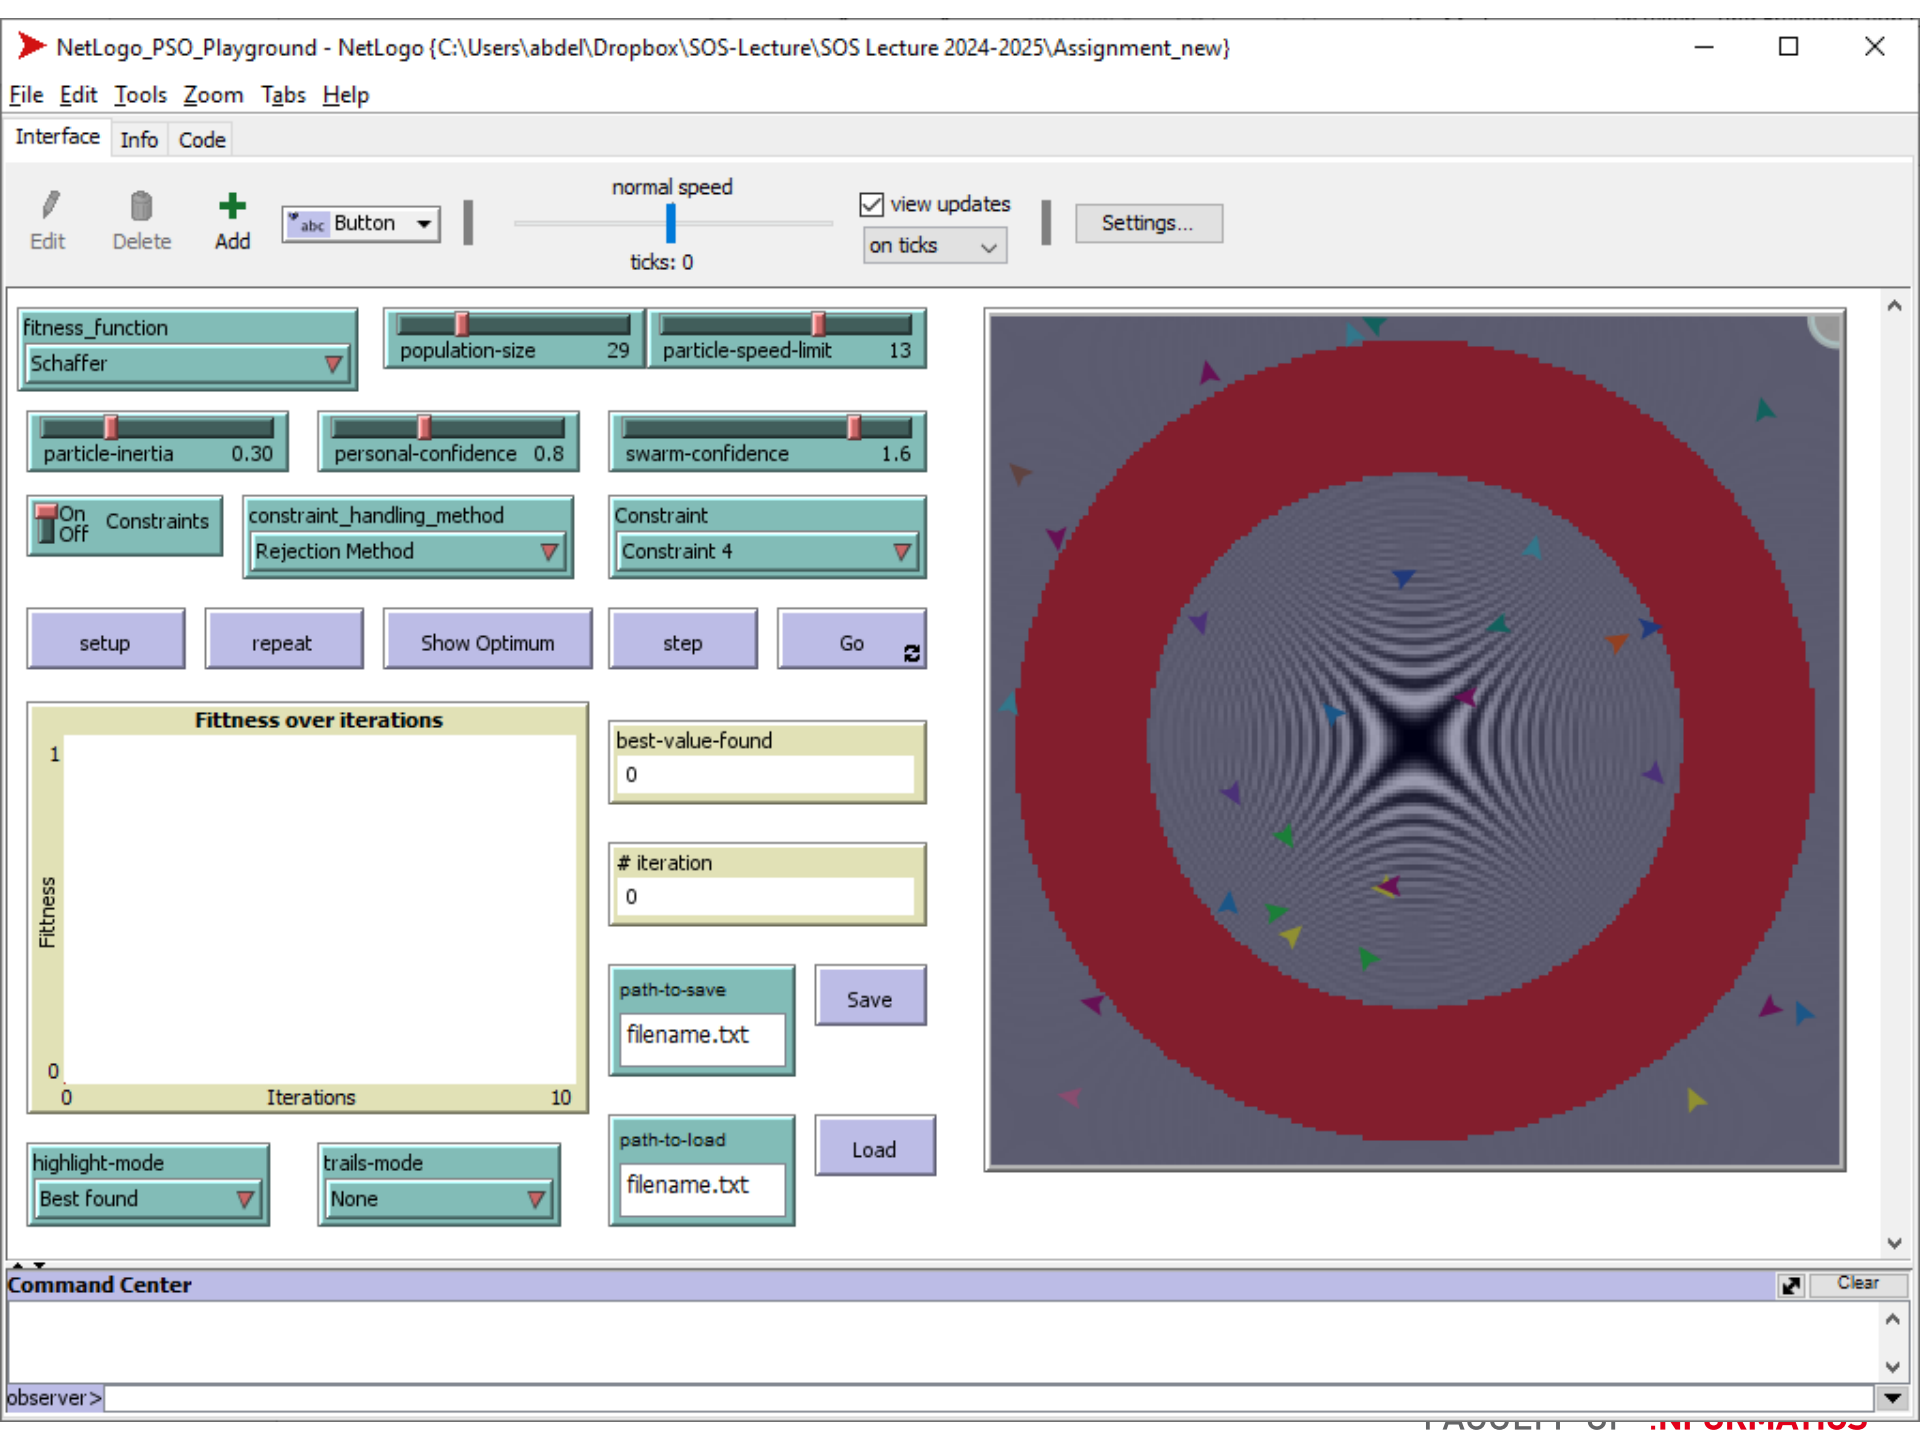 NetLogo_PSO_Playground - NetLogo {C:\Users\abdel\Dropbox\SOS-Lecture\SOS Lecture 2024-2025\Assignment_new}
File Edit Tools Zoom Tabs Help
Interface Info Code
normal speed
Edit Delete Add abc Button view updates Settings...
on ticks
ticks: 0
fitness_function
Schaffer
population-size 29
particle-speed-limit 13
particle-inertia 0.30
personal-confidence 0.8
swarm-confidence 1.6
On
Off
Constraints
constraint_handling_method
Rejection Method
Constraint
Constraint 4
setup repeat Show Optimum step Go
Fittness over iterations
1
Fittness
0
0 Iterations 10
best-value-found
0
# iteration
0
path-to-save
filename.txt
Save
path-to-load
filename.txt
Load
highlight-mode
Best found
trails-mode
None
Command Center Clear
observer>